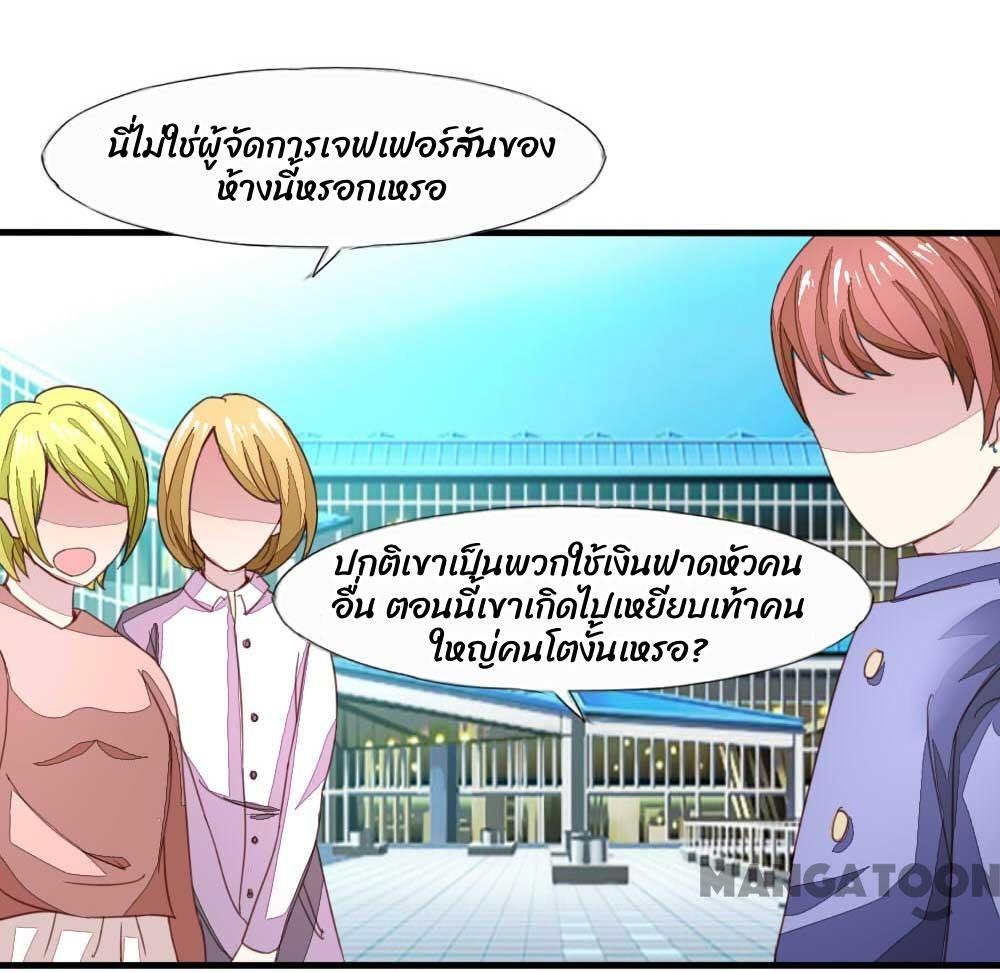 นี่ไม่ใช่ผู้จัดการเจฟเฟอร์สันของ
ห้างนี้หรอกเหรอ
ปกติเขาเป็นพวกใช้เงินฟาดหัวคน
อื่น ตอนนี้เขาเกิดไปเหยียบเท้าคน
ใหญ่คนโตงั้นเหรอ?
MANGATOON